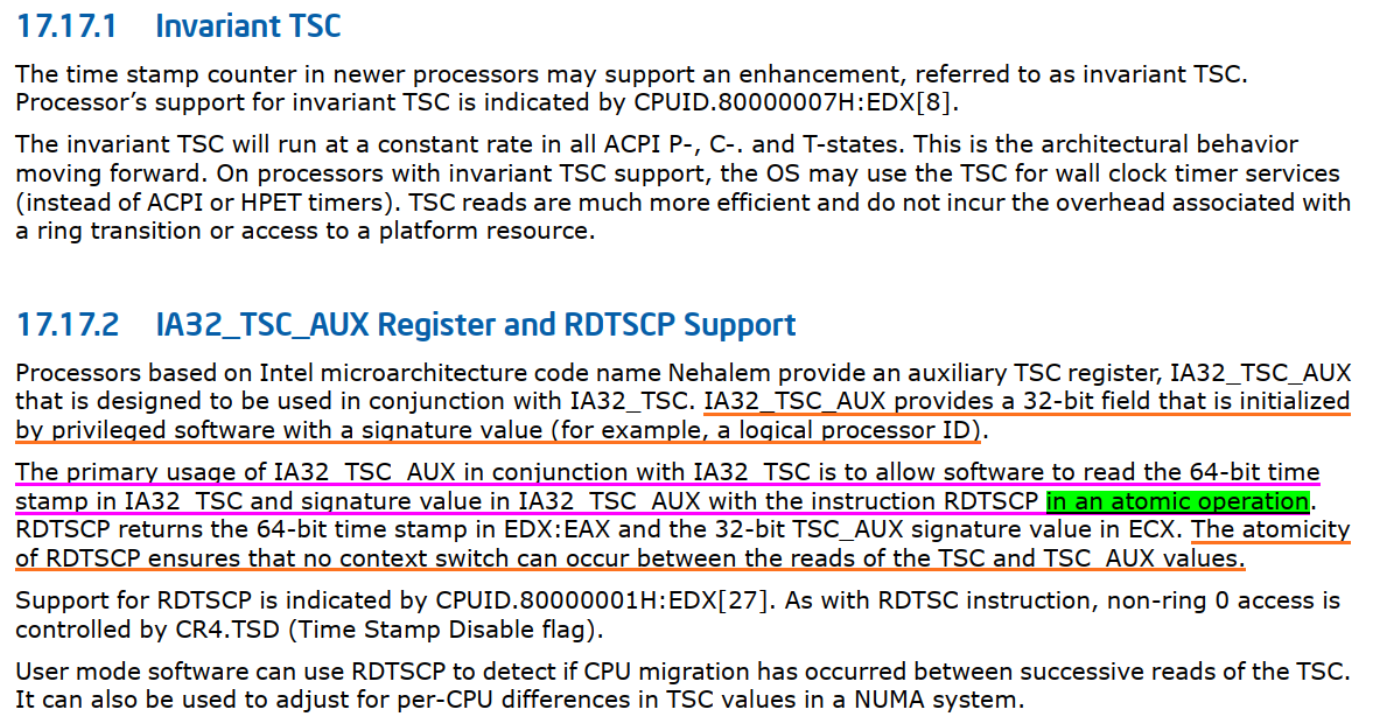 17.17.1 Invariant TSC
The time stamp counter in newer processors may support an enhancement, referred to as invariant TSC.
Processor’s support for invariant TSC is indicated by CPUID.80000007H:EDX[8].
The invariant TSC will run at a constant rate in all ACPI P-, C-. and T-states. This is the architectural behavior
moving forward. On processors with invariant TSC support, the OS may use the TSC for wall clock timer services
(instead of ACPI or HPET timers). TSC reads are much more efficient and do not incur the overhead associated with
a ring transition or access to a platform resource.
17.17.2 IA32_TSC_AUX Register and RDTSCP Support
Processors based on Intel microarchitecture code name Nehalem provide an auxiliary TSC register, IA32_TSC_AUX
that is designed to be used in conjunction with IA32_TSC. IA32_TSC_AUX provides a 32-bit field that is initialized
by privileged software with a signature value (for example, a logical processor ID).
The primary usage of IA32_TSC_AUX in conjunction with IA32_TSC is to allow software to read the 64-bit time
stamp in IA32_TSC and signature value in IA32_TSC_AUX with the instruction RDTSCP in an atomic operation.
RDTSCP returns the 64-bit time stamp in EDX:EAX and the 32-bit TSC_AUX signature value in ECX. The atomicity
of RDTSCP ensures that no context switch can occur between the reads of the TSC and TSC_AUX values.
Support for RDTSCP is indicated by CPUID.80000001H:EDX[27]. As with RDTSC instruction, non-ring 0 access is
controlled by CR4.TSD (Time Stamp Disable flag).
User mode software can use RDTSCP to detect if CPU migration has occurred between successive reads of the TSC.
It can also be used to adjust for per-CPU differences in TSC values in a NUMA system.